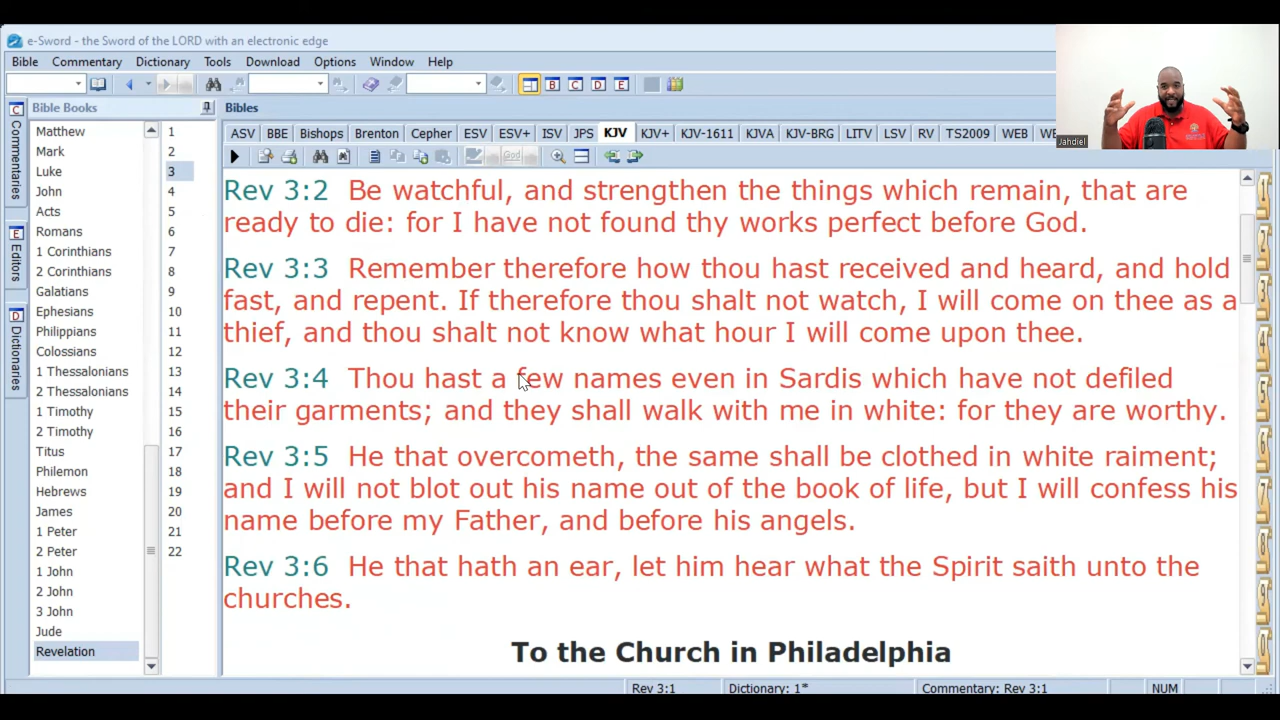 e-Sword - the Sword of the LORD with an electronic edge
Bible Commentary Dictionary Tools Download Options Window Help
B C D E
Bible Books
Bibles
C Commentaries
E Editors
D Dictionaries
Matthew
Mark
Luke
John
Acts
Romans
1 Corinthians
2 Corinthians
Galatians
Ephesians
Philippians
Colossians
1 Thessalonians
2 Thessalonians
1 Timothy
2 Timothy
Titus
Philemon
Hebrews
James
1 Peter
2 Peter
1 John
2 John
3 John
Jude
Revelation
1
2
3
4
5
6
7
8
9
10
11
12
13
14
15
16
17
18
19
20
21
22
ASV BBE Bishops Brenton Cepher ESV ESV+ ISV JPS KJV KJV+ KJV-1611 KJVA KJV-BRG LITV LSV RV TS2009 WEB WE
God
Jahdiel
Rev 3:2 Be watchful, and strengthen the things which remain, that are
ready to die: for I have not found thy works perfect before God.
Rev 3:3 Remember therefore how thou hast received and heard, and hold
fast, and repent. If therefore thou shalt not watch, I will come on thee as a
thief, and thou shalt not know what hour I will come upon thee.
Rev 3:4 Thou hast a few names even in Sardis which have not defiled
their garments; and they shall walk with me in white: for they are worthy.
Rev 3:5 He that overcometh, the same shall be clothed in white raiment;
and I will not blot out his name out of the book of life, but I will confess his
name before my Father, and before his angels.
Rev 3:6 He that hath an ear, let him hear what the Spirit saith unto the
churches.
To the Church in Philadelphia
1
2
3
4
5
6
7
8
9
0
Rev 3:1 Dictionary: 1* Commentary: Rev 3:1 NUM